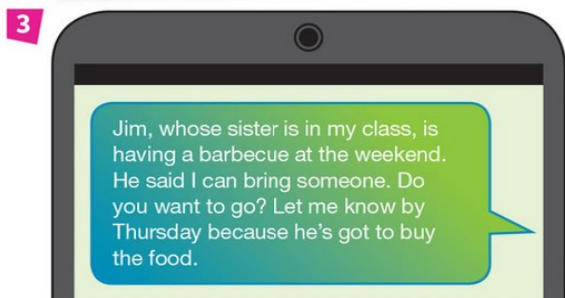 3
Jim, whose sister is in my class, is
having a barbecue at the weekend.
He said I can bring someone. Do
you want to go? Let me know by
Thursday because he's got to buy
the food.